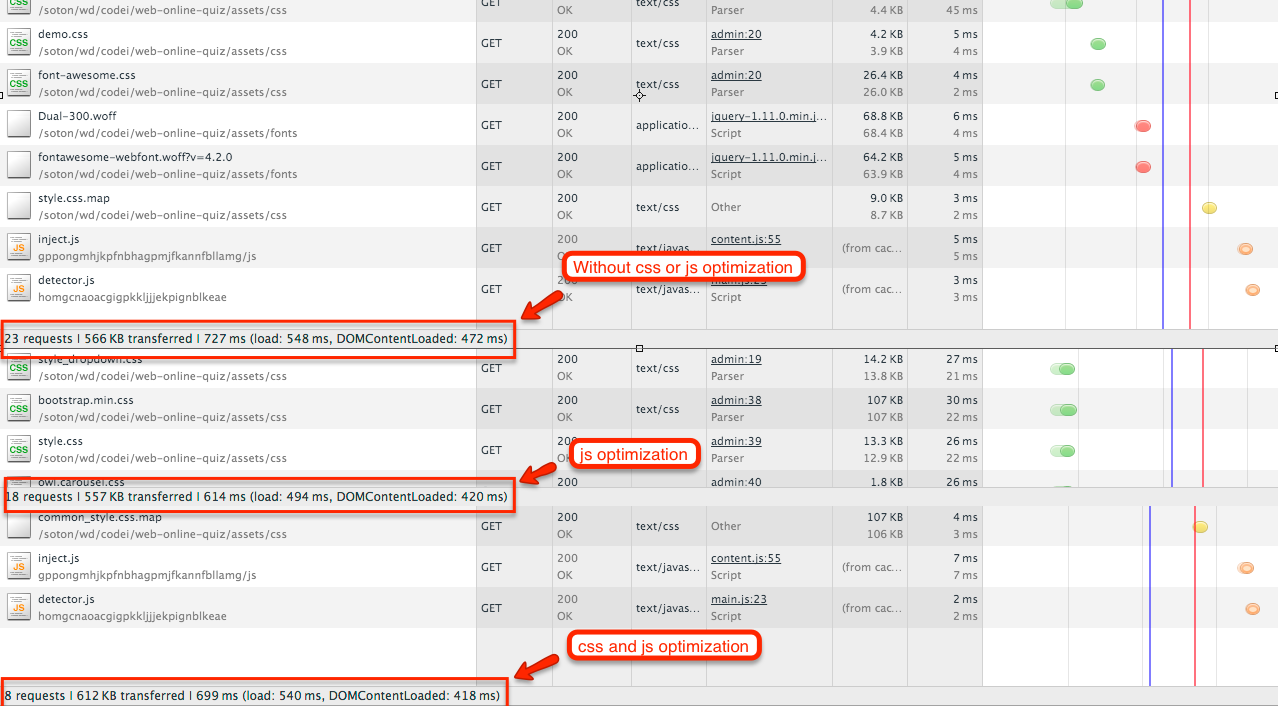 CSS /soton/wd/codei/web-online-quiz/assets/css GET OK text/css Parser 4.4 KB 45 ms
demo.css 200 admin:20 4.2 KB 5 ms
CSS /soton/wd/codei/web-online-quiz/assets/css GET OK text/css Parser 3.9 KB 4 ms
font-awesome.css 200 admin:20 26.4 KB 4 ms
CSS /soton/wd/codei/web-online-quiz/assets/css GET OK text/css Parser 26.0 KB 2 ms
Dual-300.woff 200 jquery-1.11.0.min.j... 68.8 KB 6 ms
/soton/wd/codei/web-online-quiz/assets/fonts GET OK applicatio... Script 68.4 KB 4 ms
fontawesome-webfont.woff?v=4.2.0 200 jquery-1.11.0.min.j... 64.2 KB 5 ms
/soton/wd/codei/web-online-quiz/assets/fonts GET OK applicatio... Script 63.9 KB 4 ms
style.css.map 200 9.0 KB 3 ms
/soton/wd/codei/web-online-quiz/assets/css GET OK text/css Other 8.7 KB 2 ms
inject.js 200 content.js:55 5 ms
JS gppongmhjkpfnbhagpmjfkannfbllamg/js GET text/javas... (from cac... 5 ms
Without css or js optimization
detector.js main.js:23 3 ms
JS homgcnaoacgigpkkljjjekpignblkeae GET OK text/javas... Script (from cac... 3 ms
23 requests | 566 KB transferred | 727 ms (load: 548 ms, DOMContentLoaded: 472 ms)
style_dropdown.css 200 admin:19 14.2 KB 27 ms
CSS /soton/wd/codei/web-online-quiz/assets/css GET OK text/css Parser 13.8 KB 21 ms
bootstrap.min.css 200 admin:38 107 KB 30 ms
CSS /soton/wd/codei/web-online-quiz/assets/css GET OK text/css Parser 107 KB 22 ms
style.css 200 admin:39 13.3 KB 26 ms
CSS /soton/wd/codei/web-online-quiz/assets/css GET Parser 12.9 KB 22 ms
js optimization
owl.carousel.css 200 admin:40 1.8 KB 26 ms
18 requests | 557 KB transferred | 614 ms (load: 494 ms, DOMContentLoaded: 420 ms)
common_style.css.map 200 107 KB 4 ms
/soton/wd/codei/web-online-quiz/assets/css GET OK text/css Other 106 KB 3 ms
inject.js 200 content.js:55 7 ms
JS gppongmhjkpfnbhagpmjfkannfbllamg/js GET OK text/javas... Script (from cac... 7 ms
detector.js 200 main.js:23 2 ms
JS homgcnaoacgigpkkljjjekpignblkeae GET OK text/javas... Script (from cac... 2 ms
css and js optimization
8 requests | 612 KB transferred | 699 ms (load: 540 ms, DOMContentLoaded: 418 ms)